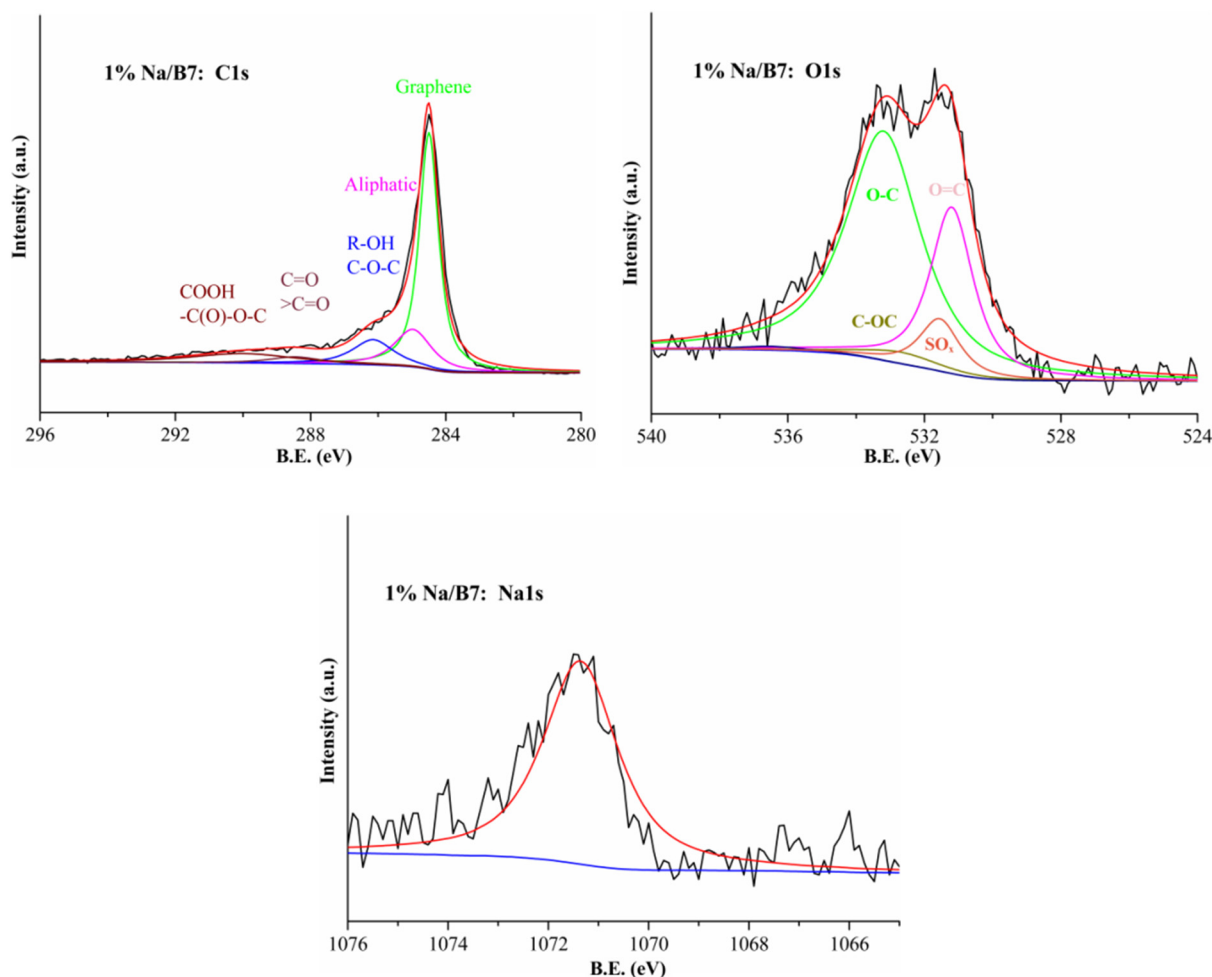 1% Na/B7: C1s
Graphene
Aliphatic
R-OH
C-O-C
C=O
>C=O
COOH
-C(O)-O-C
Intensity (a.u.)
296 292 288 284 280
B.E. (eV)
1% Na/B7: O1s
O-C
O=C
C-OC
SOₓ
Intensity (a.u.)
540 536 532 528 524
B.E. (eV)
1% Na/B7: Na1s
Intensity (a.u.)
1076 1074 1072 1070 1068 1066
B.E. (eV)